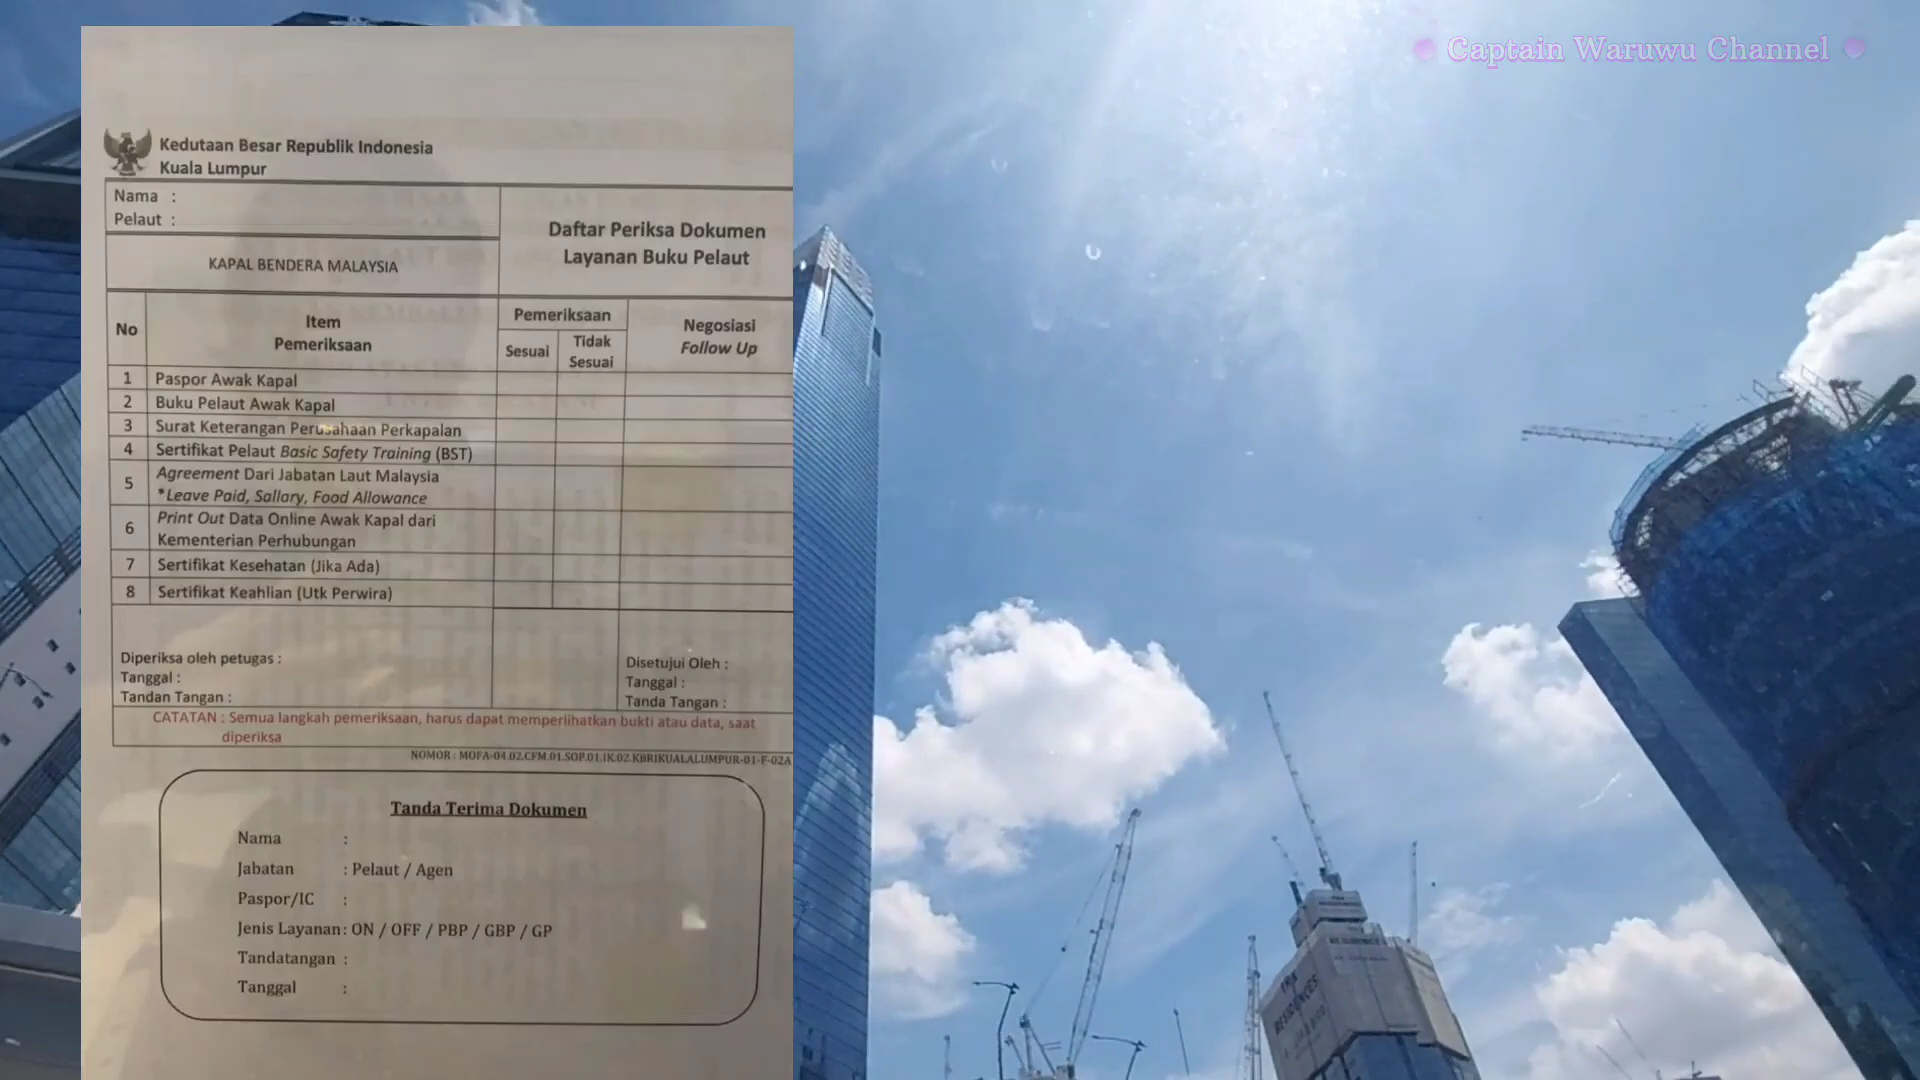 Captain Waruwu Channel
Kedutaan Besar Republik Indonesia
Kuala Lumpur
Nama :
Pelaut :
KAPAL BENDERA MALAYSIA
Daftar Periksa Dokumen
Layanan Buku Pelaut
No
Item
Pemeriksaan
Pemeriksaan
Sesuai
Tidak
Sesuai
Negosiasi
Follow Up
1 Paspor Awak Kapal
2 Buku Pelaut Awak Kapal
3 Surat Keterangan Perusahaan Perkapalan
4 Sertifikat Pelaut Basic Safety Training (BST)
5 Agreement Dari Jabatan Laut Malaysia
*Leave Paid, Sallary, Food Allowance
6 Print Out Data Online Awak Kapal dari
Kementerian Perhubungan
7 Sertifikat Kesehatan (Jika Ada)
8 Sertifikat Keahlian (Utk Perwira)
Diperiksa oleh petugas :
Tanggal :
Tandan Tangan :
Disetujui Oleh :
Tanggal :
Tanda Tangan :
CATATAN : Semua langkah pemeriksaan, harus dapat memperlihatkan bukti atau data, saat
diperiksa
NOMOR : MOFA-04.02.CFM.01.SOP.01.IK.02.KBRIKUALALUMPUR-01-F-02A
Tanda Terima Dokumen
Nama :
Jabatan : Pelaut / Agen
Paspor/IC :
Jenis Layanan : ON / OFF / PBP / GBP / GP
Tandatangan :
Tanggal :
TRX
RESIDENCES